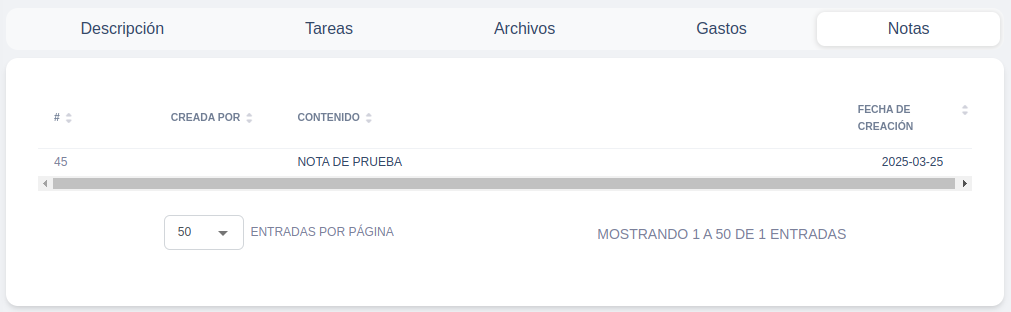 Descripción Tareas Archivos Gastos Notas
# CREADA POR CONTENIDO FECHA DE CREACIÓN
45 NOTA DE PRUEBA 2025-03-25
50 ENTRADAS POR PÁGINA MOSTRANDO 1 A 50 DE 1 ENTRADAS